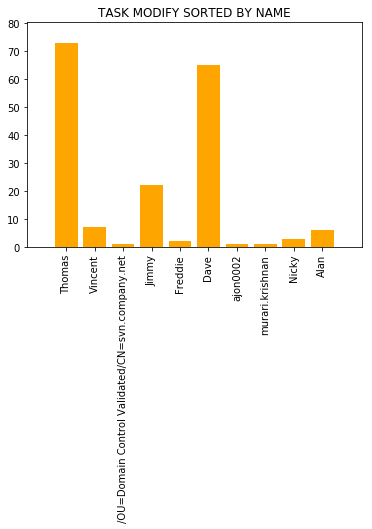 TASK MODIFY SORTED BY NAME
80
70
60
50
40
30
20
10
0
Thomas
Vincent
/OU=Domain Control Validated/CN=svn.company.net
Jimmy
Freddie
Dave
ajon0002
murari.krishnan
Nicky
Alan